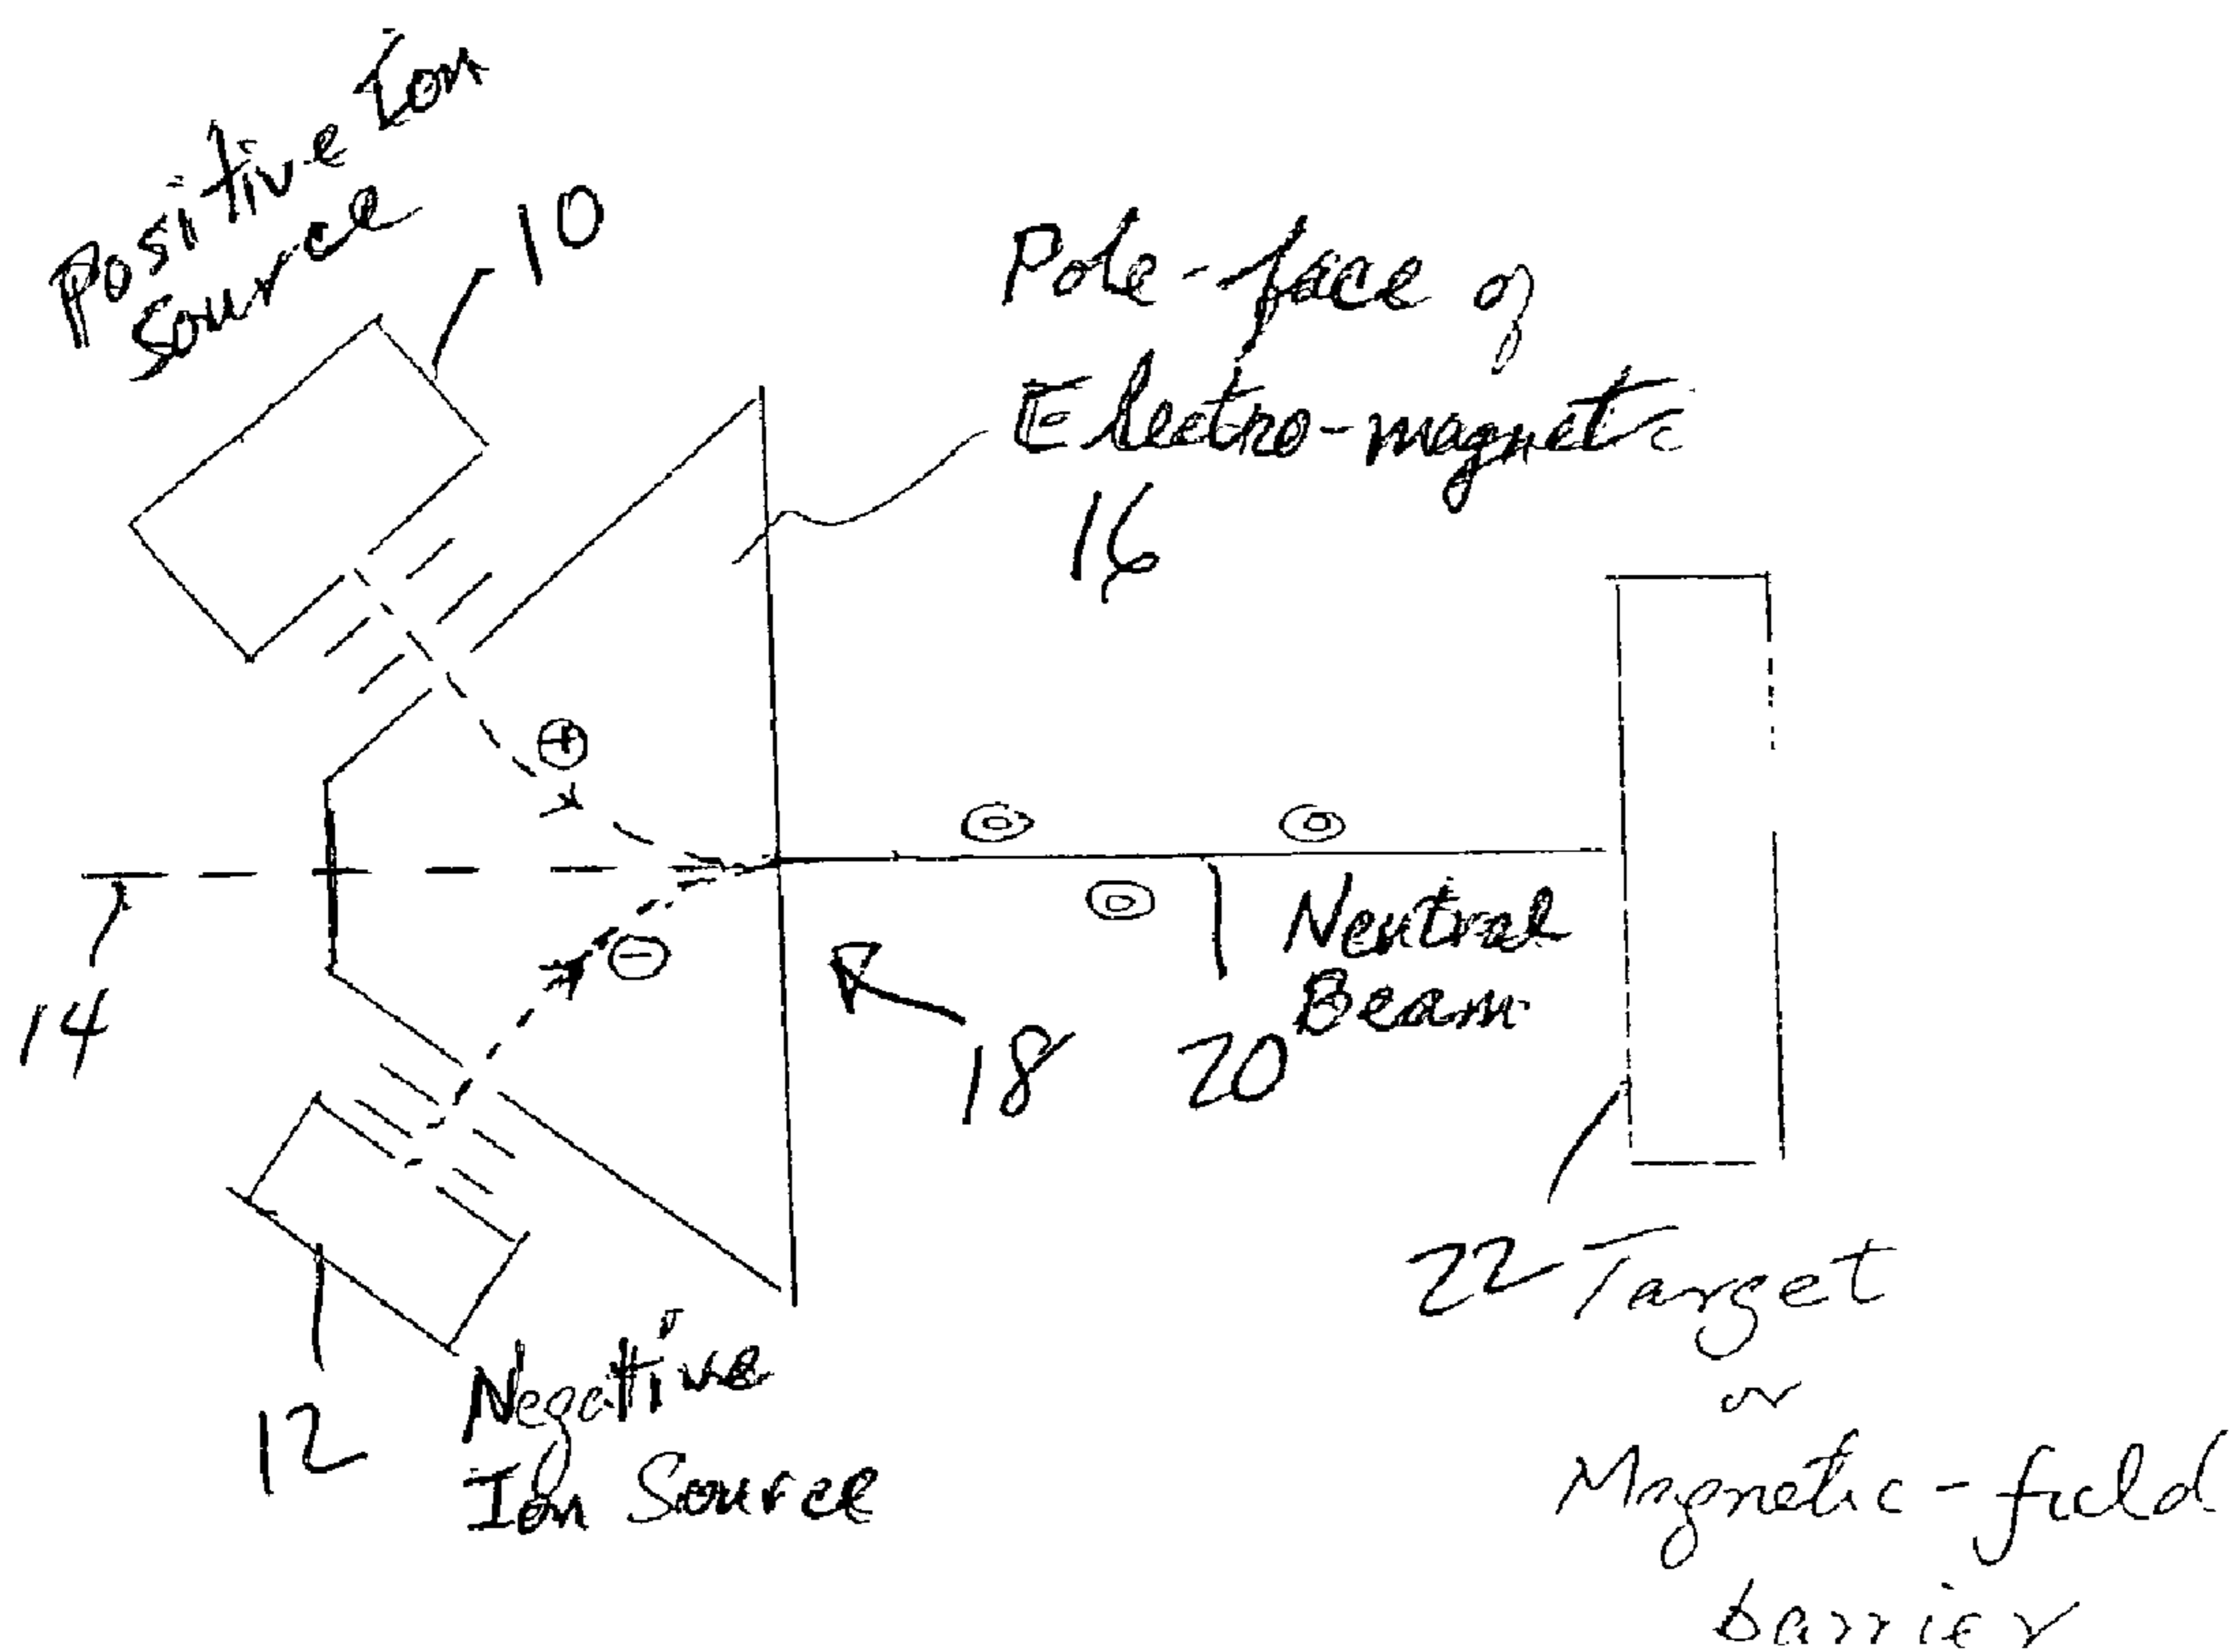 Positive Ion
Source
10
Pole-face of
Electro-magnet
16
+
14
−
18
20
Neutral
Beam
22 Target
or
Magnetic-field
barrier
12
Negative
Ion Source